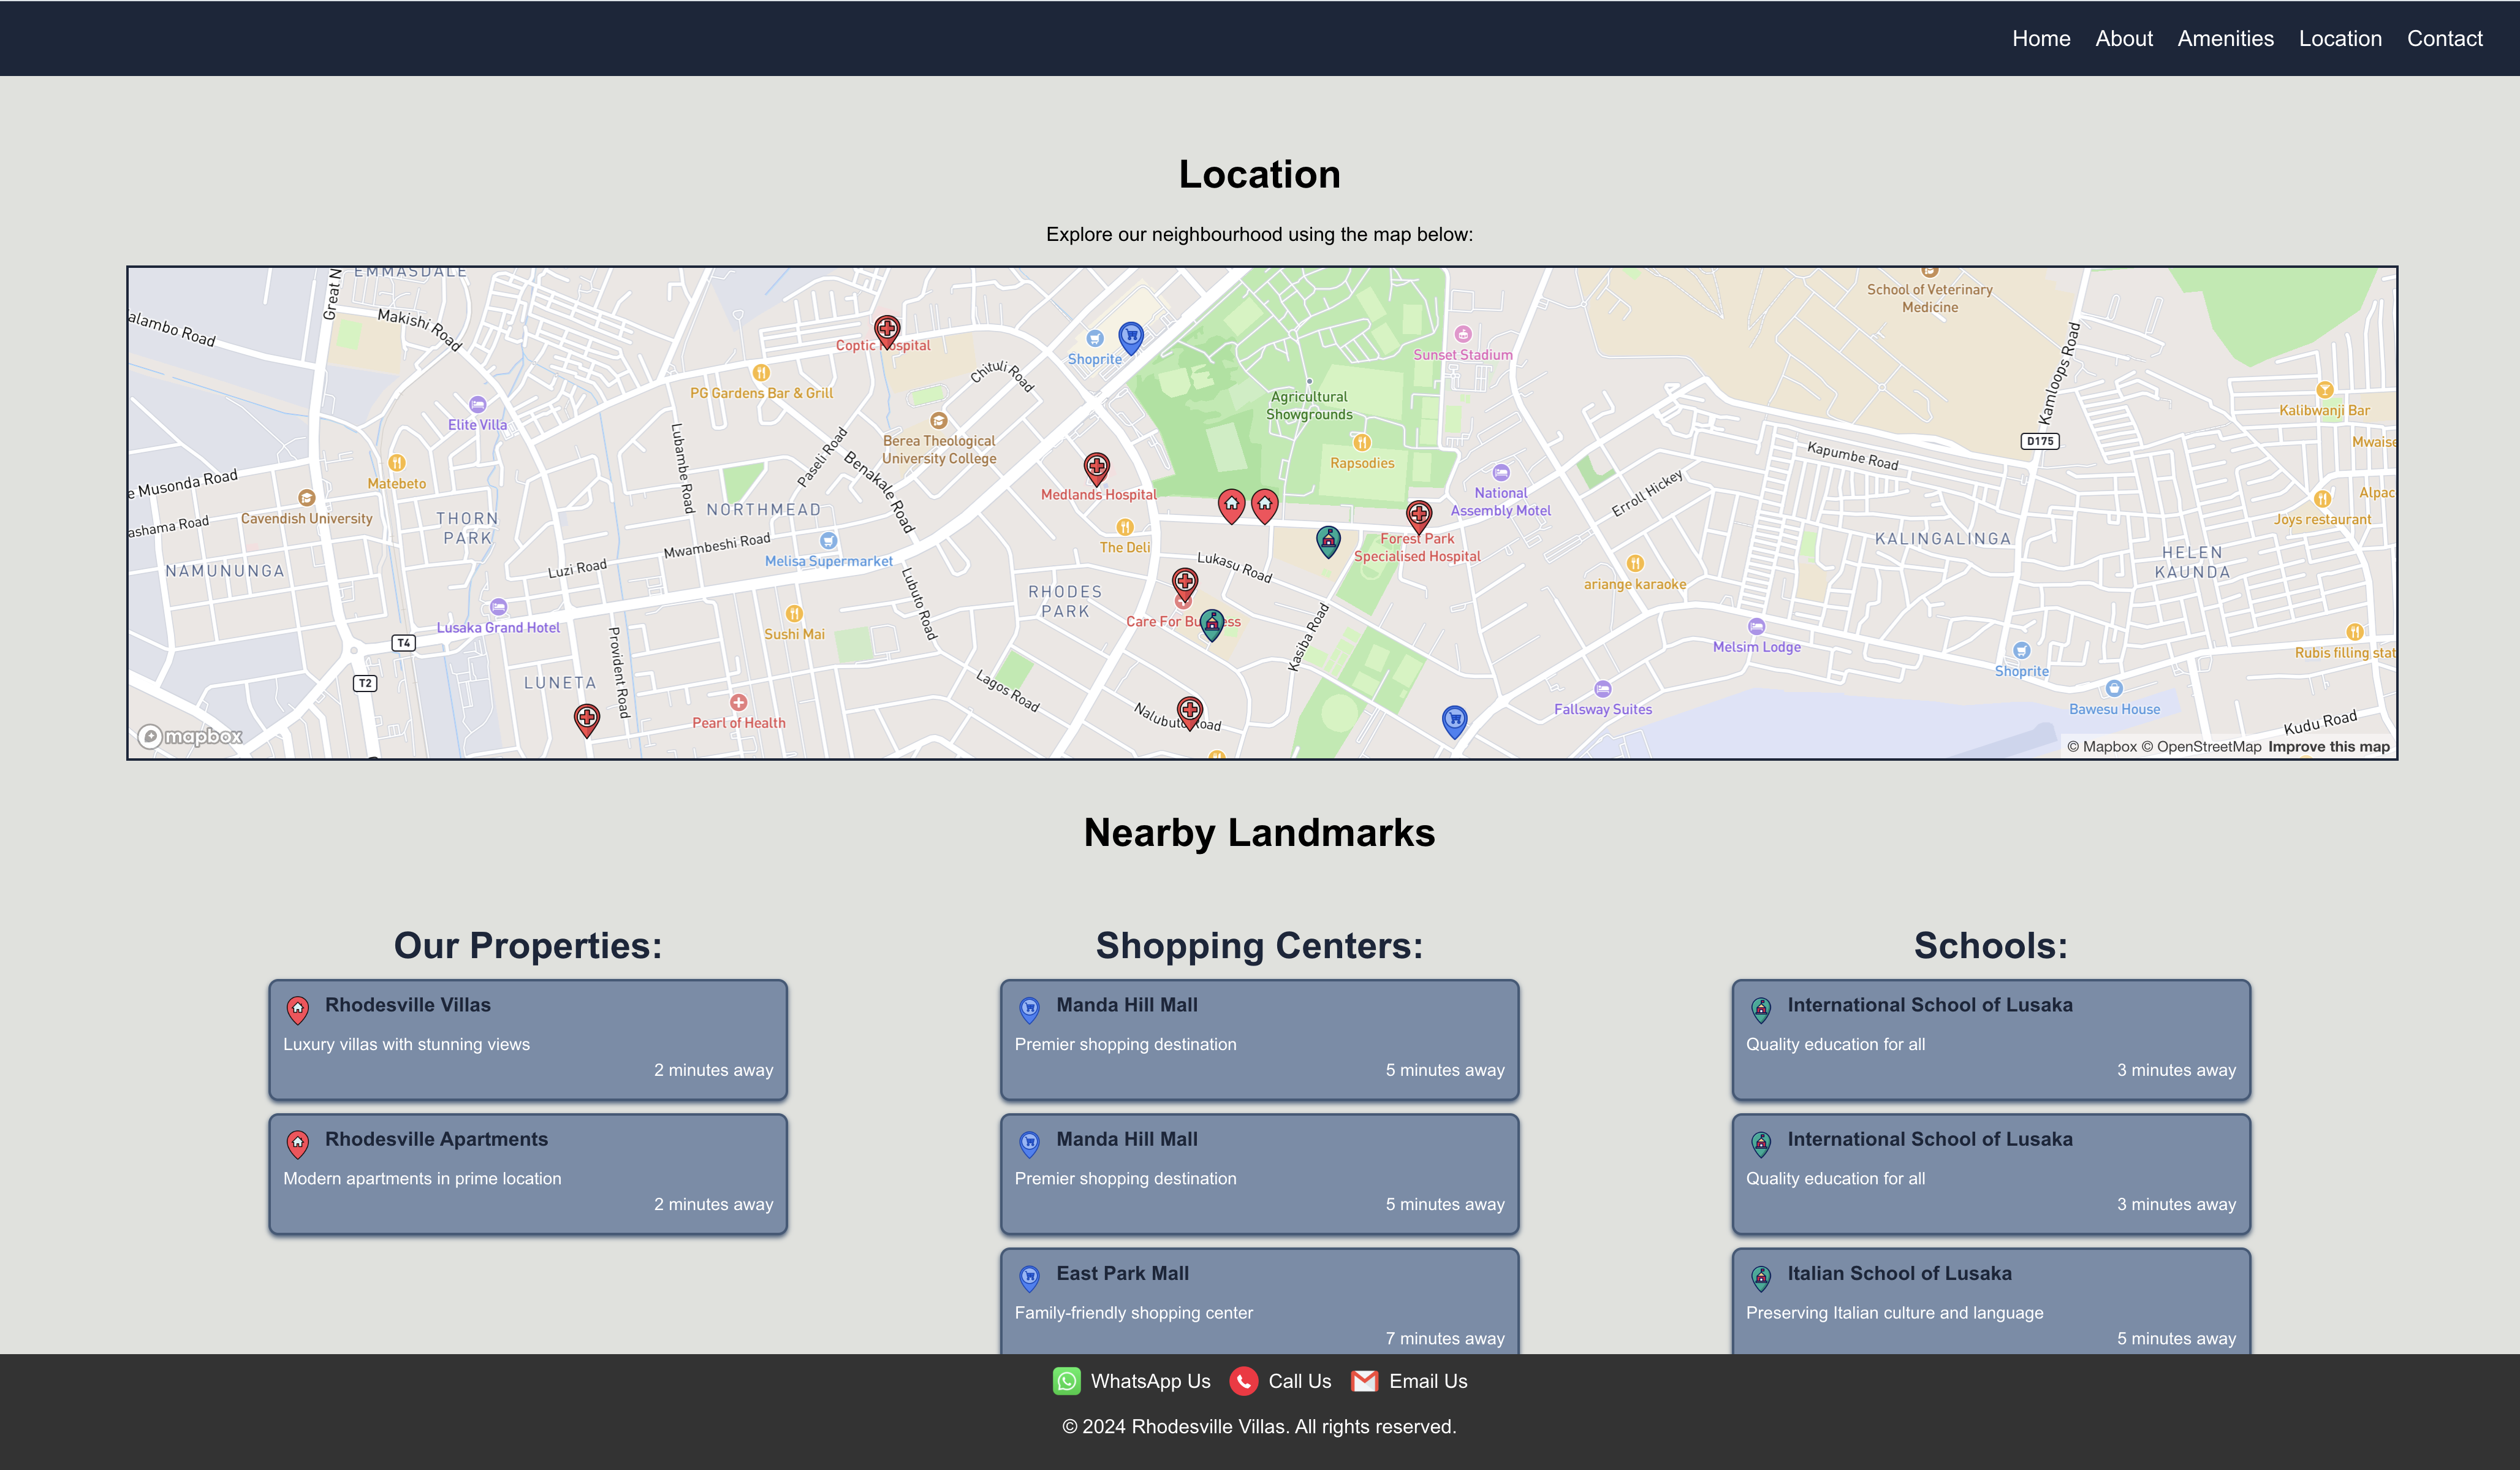 Home About Amenities Location Contact
Location
Explore our neighbourhood using the map below:
EMMASDALE
Great N
Makishi Road
alambo Road
School of Veterinary
Medicine
Coptic
Shoprite
Sunset Stadium
Kamloops Road
PG Gardens Bar & Grill
Chituli Road
Agricultural
Showgrounds
Elite Villa
Kalibwanji Bar
Lubambe Road
Paseli Road
Berea Theological
University College
D175
Mwaise
Benakale Road
Kapumbe Road
Matebeto
Rapsodies
e Musonda Road
Medlands Hospital
National
Assembly Motel
Erroll Hickey
Alpac
Cavendish University
THORN
PARK
NORTHMEAD
Joys restaurant
ashama Road
Mwambeshi Road
The Deli
Forest Park
Specialised Hospital
KALINGALINGA
HELEN
KAUNDA
Melisa Supermarket
Luzi Road
Lukasu Road
NAMUNUNGA
Lubuto Road
RHODES
PARK
ariange karaoke
Lusaka Grand Hotel
Sushi Mai
Care For
ess
Kasiba Road
T4
Provident Road
Melsim Lodge
Rubis filling stat
T2
LUNETA
Lagos Road
Shoprite
Pearl of Health
Nalubutu Road
Fallsway Suites
Bawesu House
Kudu Road
mapbox
© Mapbox © OpenStreetMap Improve this map
Nearby Landmarks
Our Properties:
Rhodesville Villas
Luxury villas with stunning views
2 minutes away
Rhodesville Apartments
Modern apartments in prime location
2 minutes away
Shopping Centers:
Manda Hill Mall
Premier shopping destination
5 minutes away
Manda Hill Mall
Premier shopping destination
5 minutes away
East Park Mall
Family-friendly shopping center
7 minutes away
Schools:
International School of Lusaka
Quality education for all
3 minutes away
International School of Lusaka
Quality education for all
3 minutes away
Italian School of Lusaka
Preserving Italian culture and language
5 minutes away
WhatsApp Us Call Us Email Us
© 2024 Rhodesville Villas. All rights reserved.